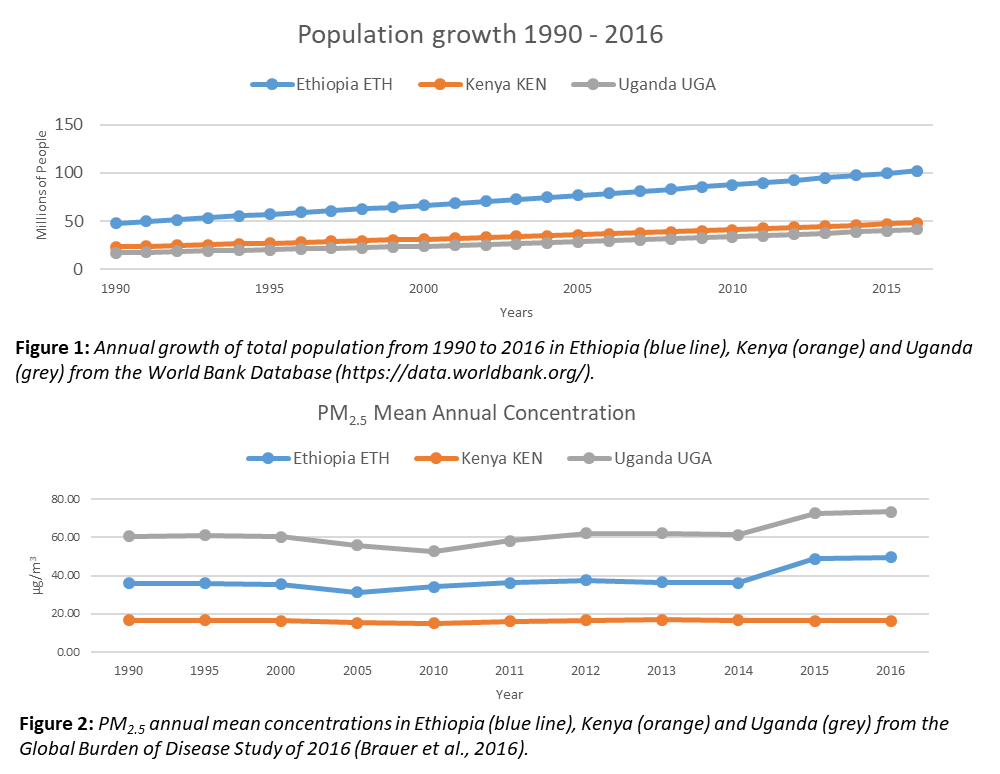 Population growth 1990 - 2016
Ethiopia ETH Kenya KEN Uganda UGA
150
100
50
0
Millions of People
1990 1995 2000 2005 2010 2015
Years
Figure 1: Annual growth of total population from 1990 to 2016 in Ethiopia (blue line), Kenya (orange) and Uganda
(grey) from the World Bank Database (https://data.worldbank.org/).
PM2.5 Mean Annual Concentration
Ethiopia ETH Kenya KEN Uganda UGA
80.00
60.00
40.00
20.00
0.00
µg/m³
1990 1995 2000 2005 2010 2011 2012 2013 2014 2015 2016
Year
Figure 2: PM2.5 annual mean concentrations in Ethiopia (blue line), Kenya (orange) and Uganda (grey) from the
Global Burden of Disease Study of 2016 (Brauer et al., 2016).